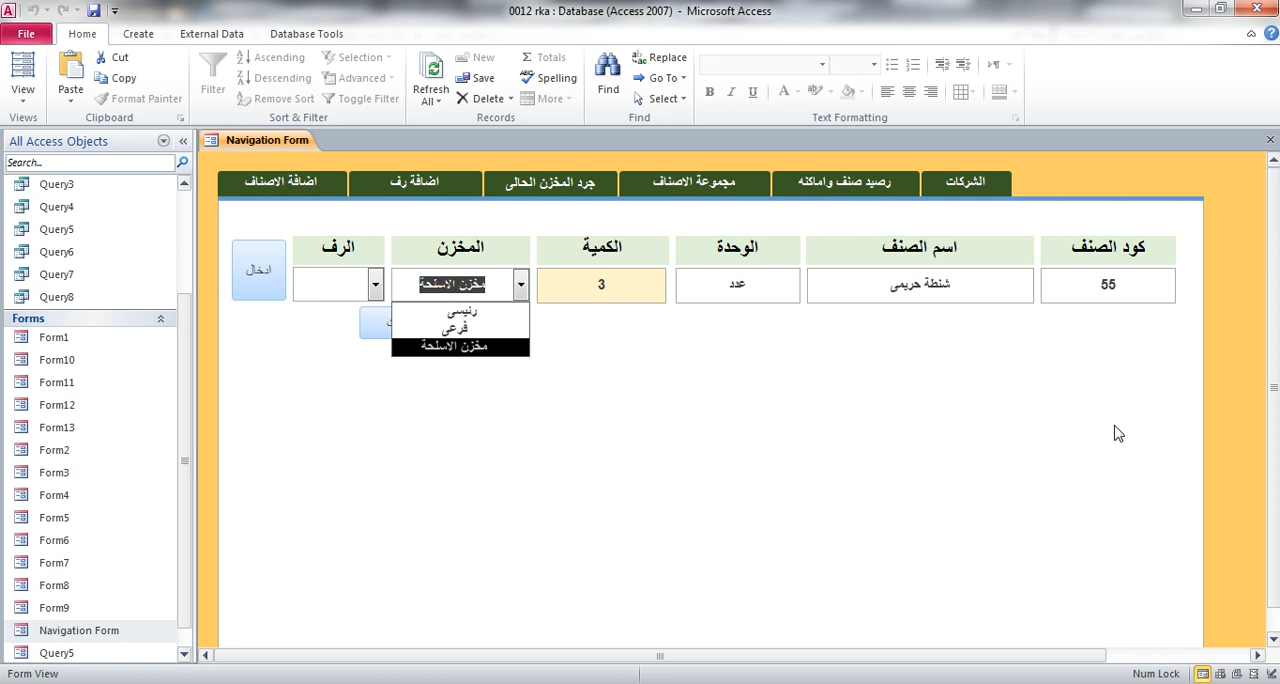 0012 rka : Database (Access 2007) - Microsoft Access
File Home Create External Data Database Tools
View
Views
Paste
Cut
Copy
Format Painter
Clipboard
Filter
Ascending
Descending
Remove Sort
Selection
Advanced
Toggle Filter
Sort & Filter
Refresh
All
New
Save
Delete
Totals
Spelling
More
Records
Find
Replace
Go To
Select
Find
B I U A
Text Formatting
All Access Objects
Search...
Query3
Query4
Query5
Query6
Query7
Query8
Forms
Form1
Form10
Form11
Form12
Form13
Form2
Form3
Form4
Form5
Form6
Form7
Form8
Form9
Navigation Form
Query5
Navigation Form
الشركات رصيد صنف واماكنه مجموعة الاصناف جرد المخزن الحالى اضافة رف اضافة الاصناف
كود الصنف اسم الصنف الوحدة الكمية المخزن الرف
55 شنطة حريمى عدد 3 مخزن الاسلحة
ادخال
رئيسى
فرعى
مخزن الاسلحة
Form View
Num Lock